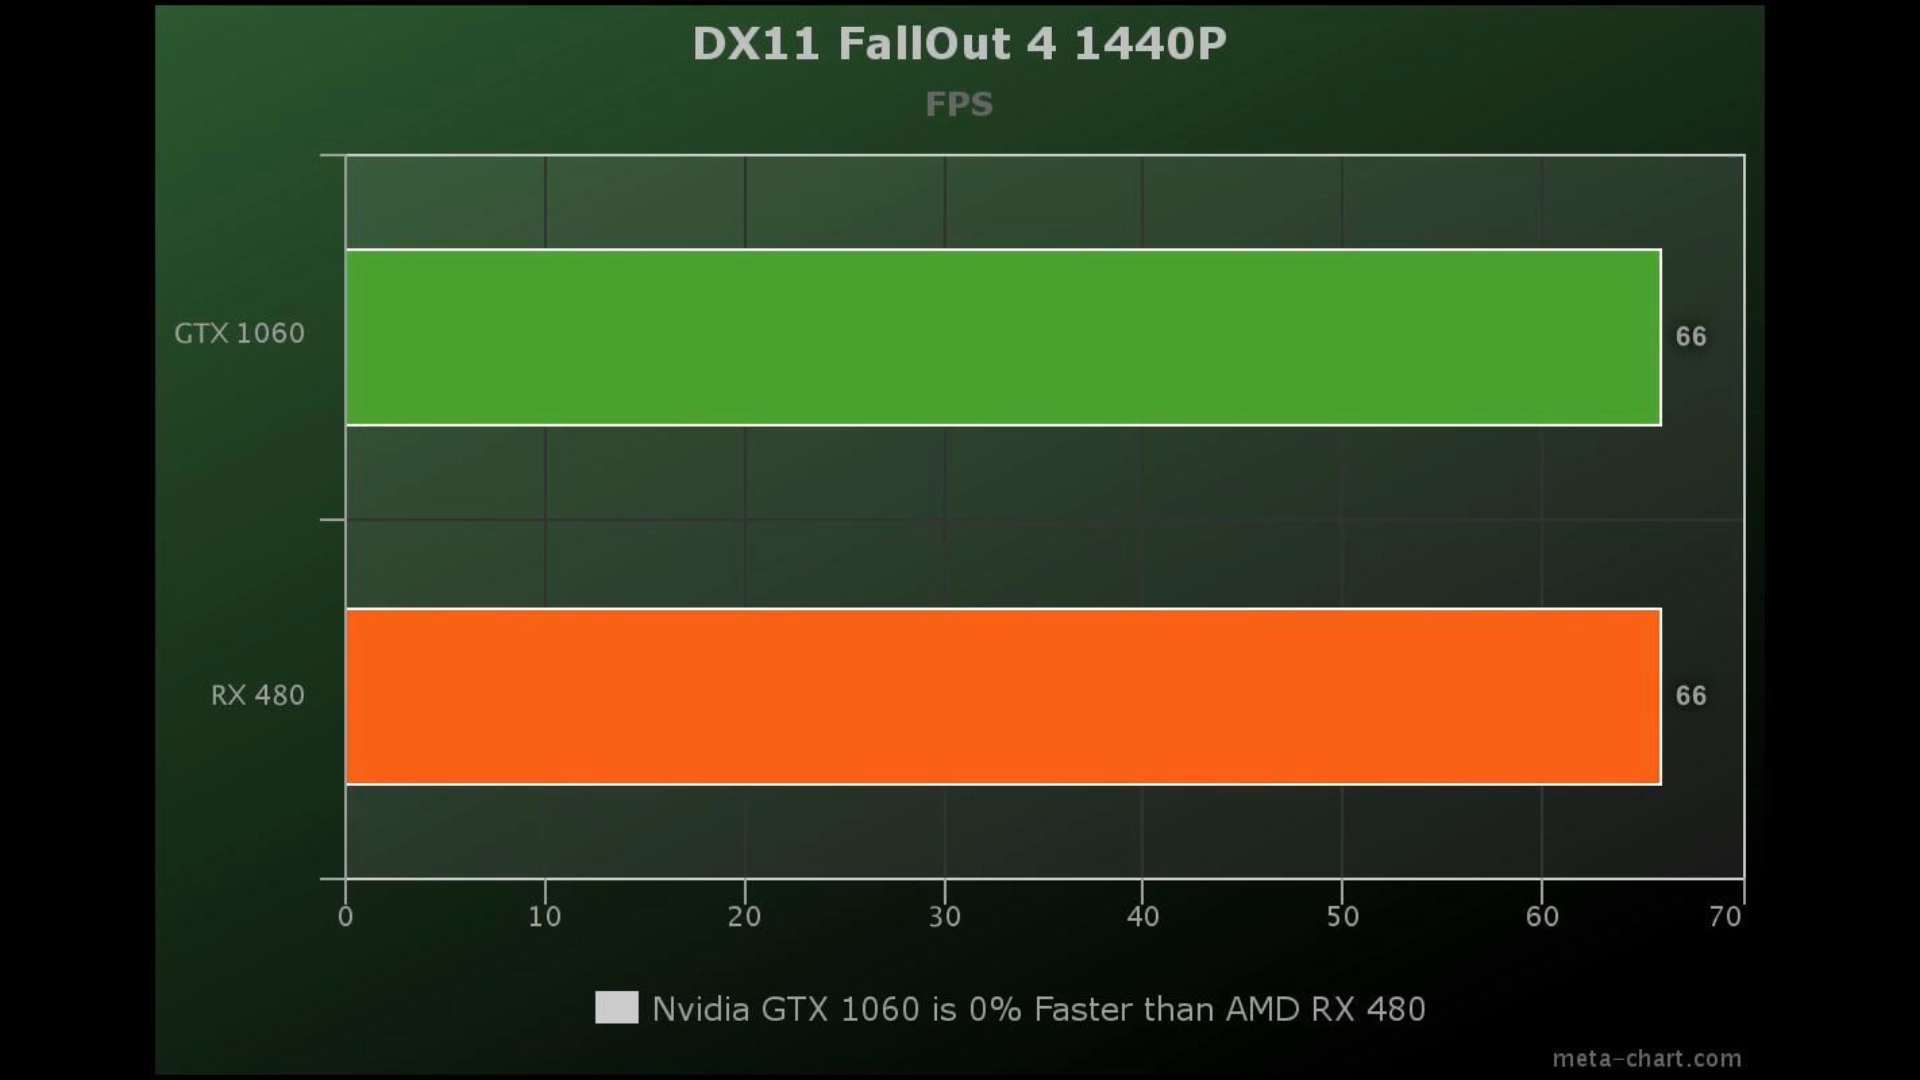 DX11 FallOut 4 1440P
FPS
GTX 1060
66
RX 480
66
0 10 20 30 40 50 60 70
Nvidia GTX 1060 is 0% Faster than AMD RX 480
meta-chart.com